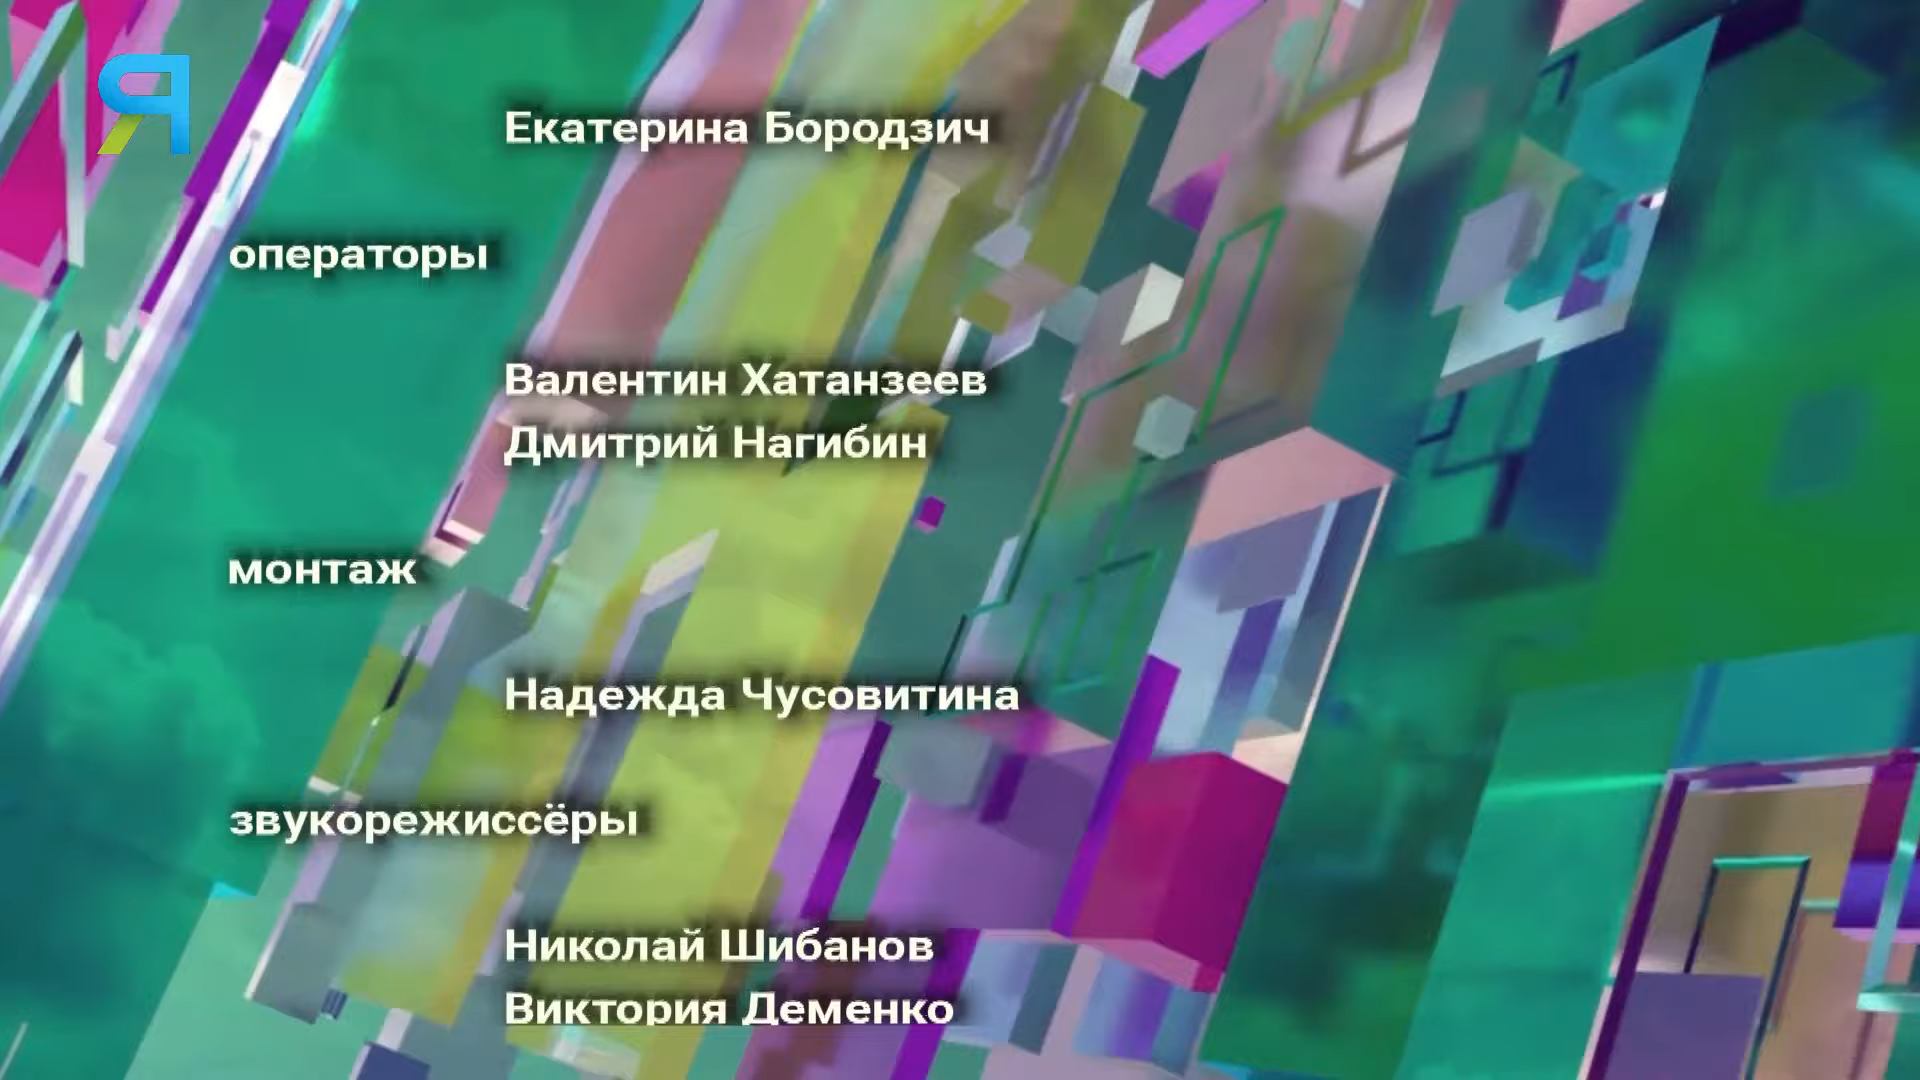 Я
Екатерина Бородзич
операторы
Валентин Хатанзеев
Дмитрий Нагибин
монтаж
Надежда Чусовитина
звукорежиссёры
Николай Шибанов
Виктория Деменко